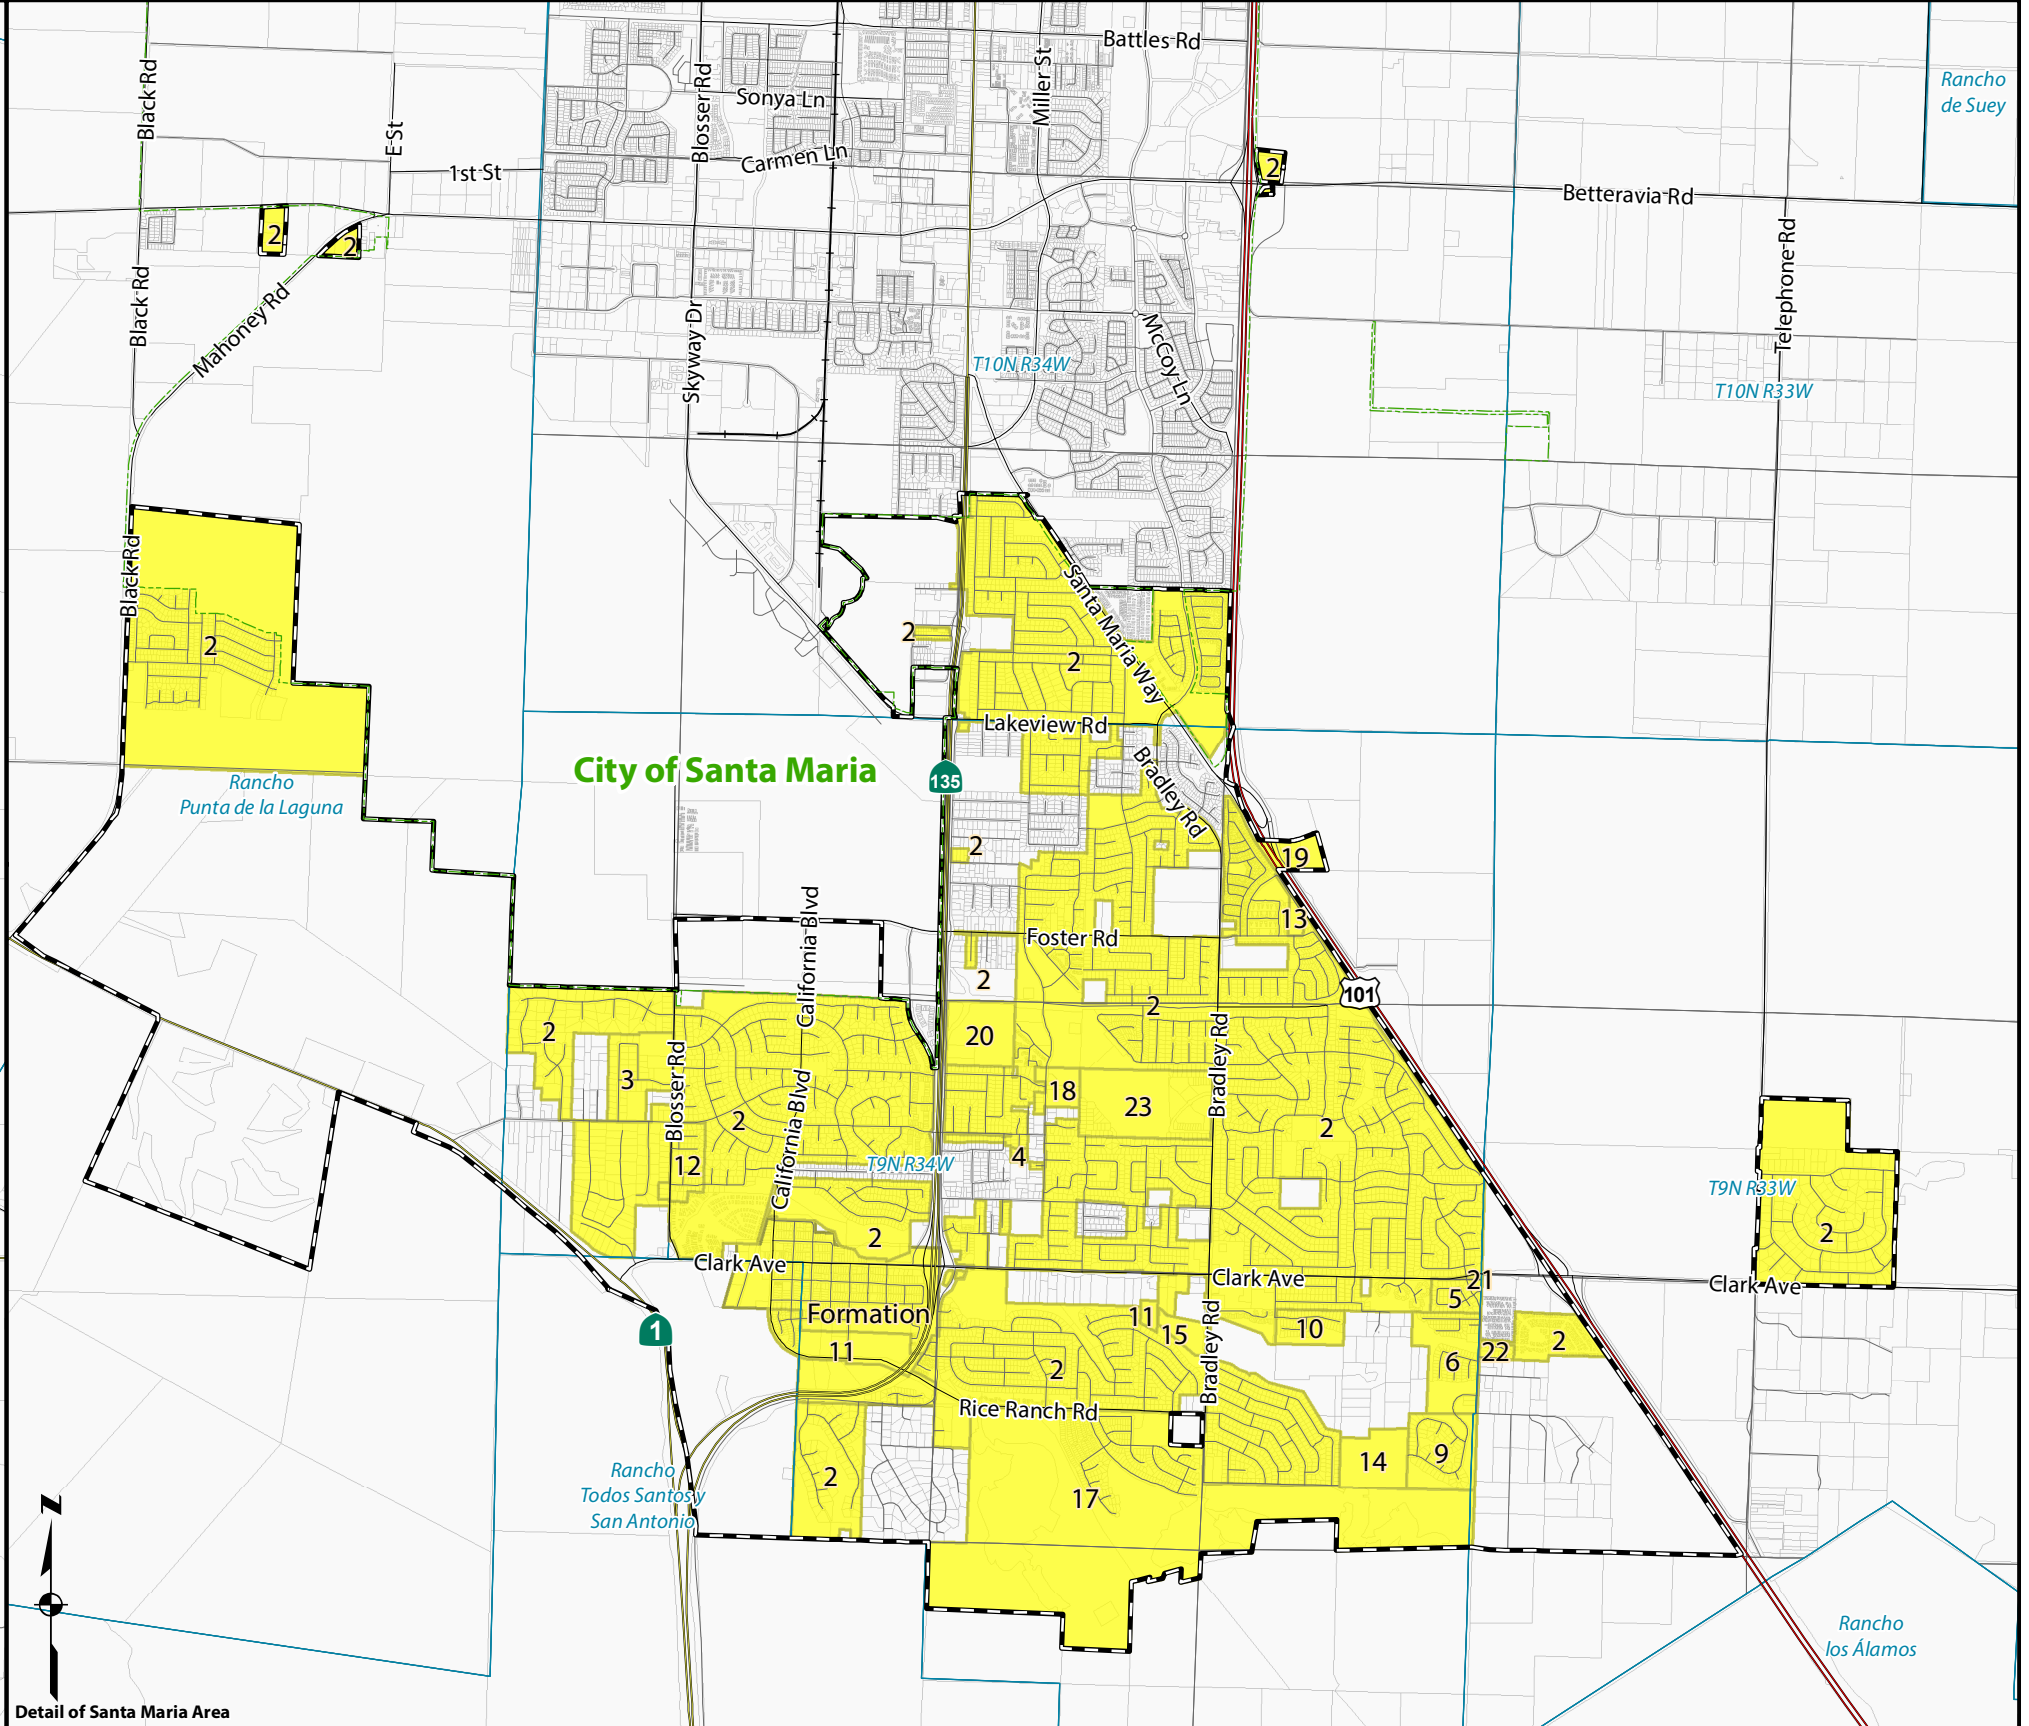 Battles Rd
Rancho
de Suey
Black Rd
E St
Blosser Rd
Sonya Ln
Miller St
1st St
Carmen Ln
2
Betteravia Rd
2
2
Black Rd
Mahoney Rd
Skyway Dr
McCoy Ln
Telephone Rd
T10N R34W
T10N R33W
Black Rd
2
2
2
Santa Maria Way
Lakeview Rd
City of Santa Maria
135
Bradley Rd
Rancho
Punta de la Laguna
2
19
13
California Blvd
Foster Rd
2
101
2
2
20
3
Blosser Rd
2
California Blvd
18
23
Bradley Rd
2
12
4
T9N R34W
T9N R33W
2
2
Clark Ave
Clark Ave
21
Clark Ave
5
Formation
11
15
Bradley Rd
10
1
11
2
6
22
2
Rice Ranch Rd
2
14
9
17
Rancho
Todos Santos y
San Antonio
N
Rancho
los Álamos
Detail of Santa Maria Area